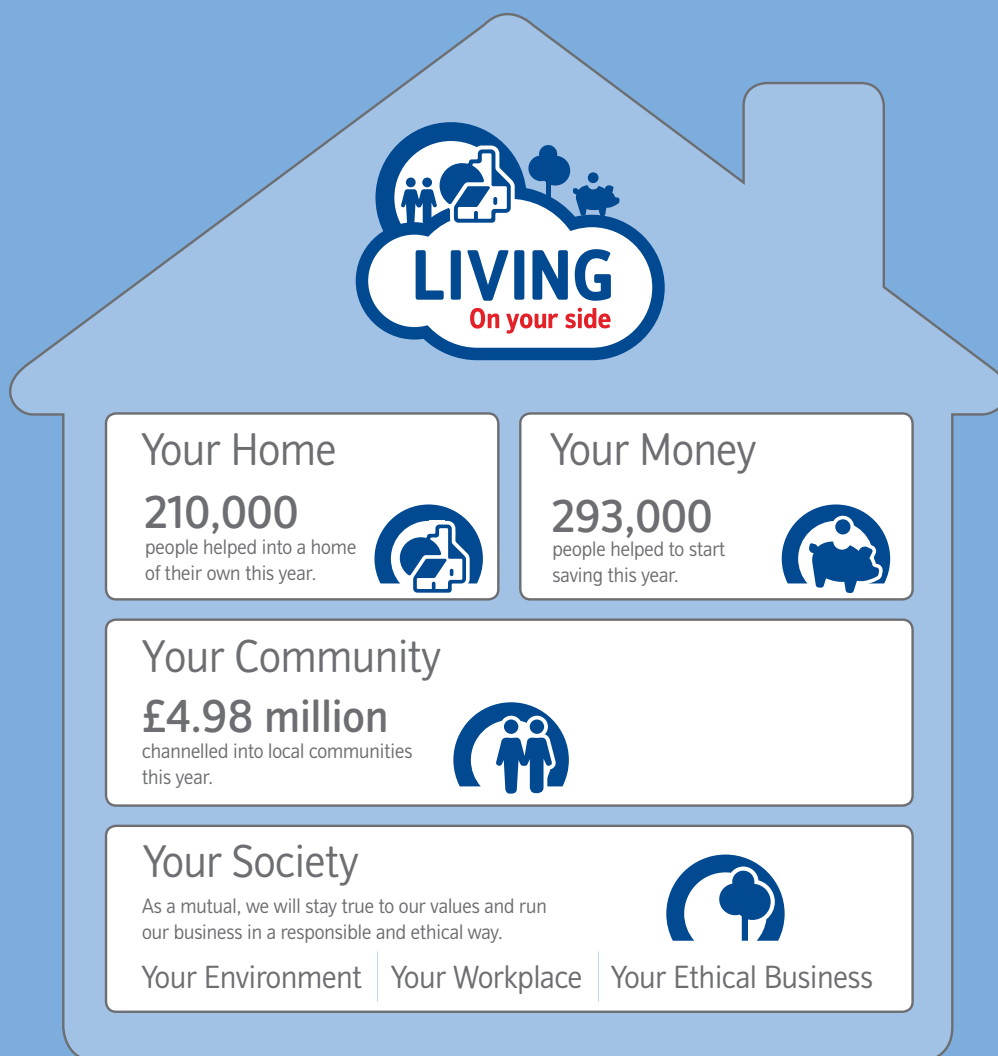 LIVING
On your side
Your Home
210,000
people helped into a home
of their own this year.
Your Money
293,000
people helped to start
saving this year.
Your Community
£4.98 million
channelled into local communities
this year.
Your Society
As a mutual, we will stay true to our values and run
our business in a responsible and ethical way.
Your Environment
Your Workplace
Your Ethical Business